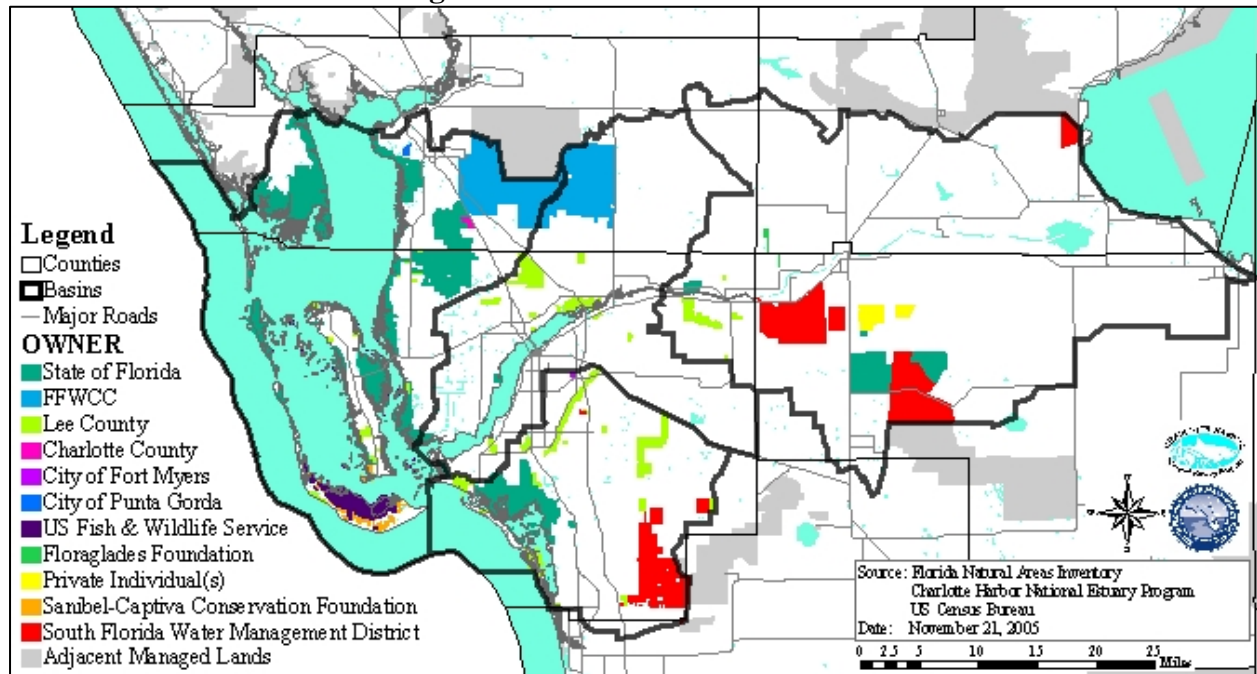 Legend
Counties
Basins
Major Roads
OWNER
State of Florida
FFWCC
Lee County
Charlotte County
City of Fort Myers
City of Punta Gorda
US Fish & Wildlife Service
Floraglades Foundation
Private Individual(s)
Sanibel-Captiva Conservation Foundation
South Florida Water Management District
Adjacent Managed Lands
Source: Florida Natural Areas Inventory
Charlotte Harbor National Estuary Program
US Census Bureau
Date: November 21, 2005
0 2.5 5 10 15 20 25
Miles